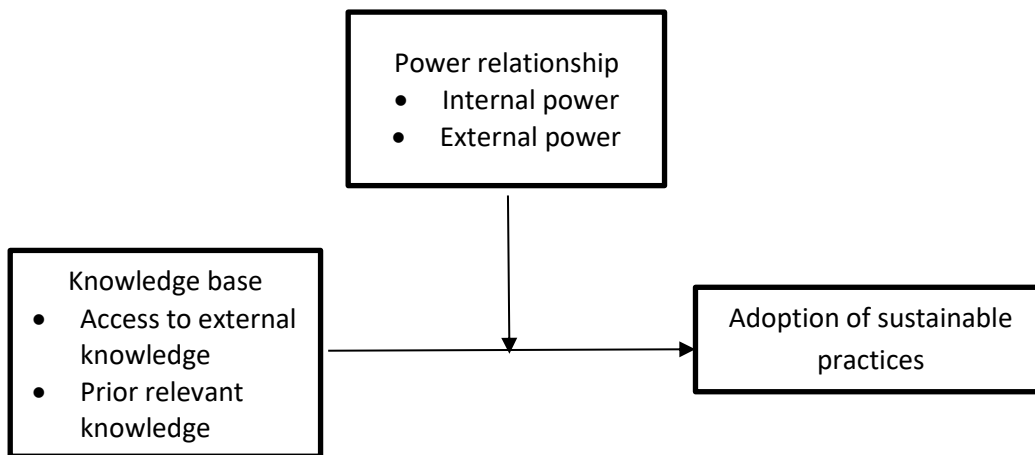 Power relationship
• Internal power
• External power
Knowledge base
• Access to external
knowledge
• Prior relevant
knowledge
Adoption of sustainable
practices